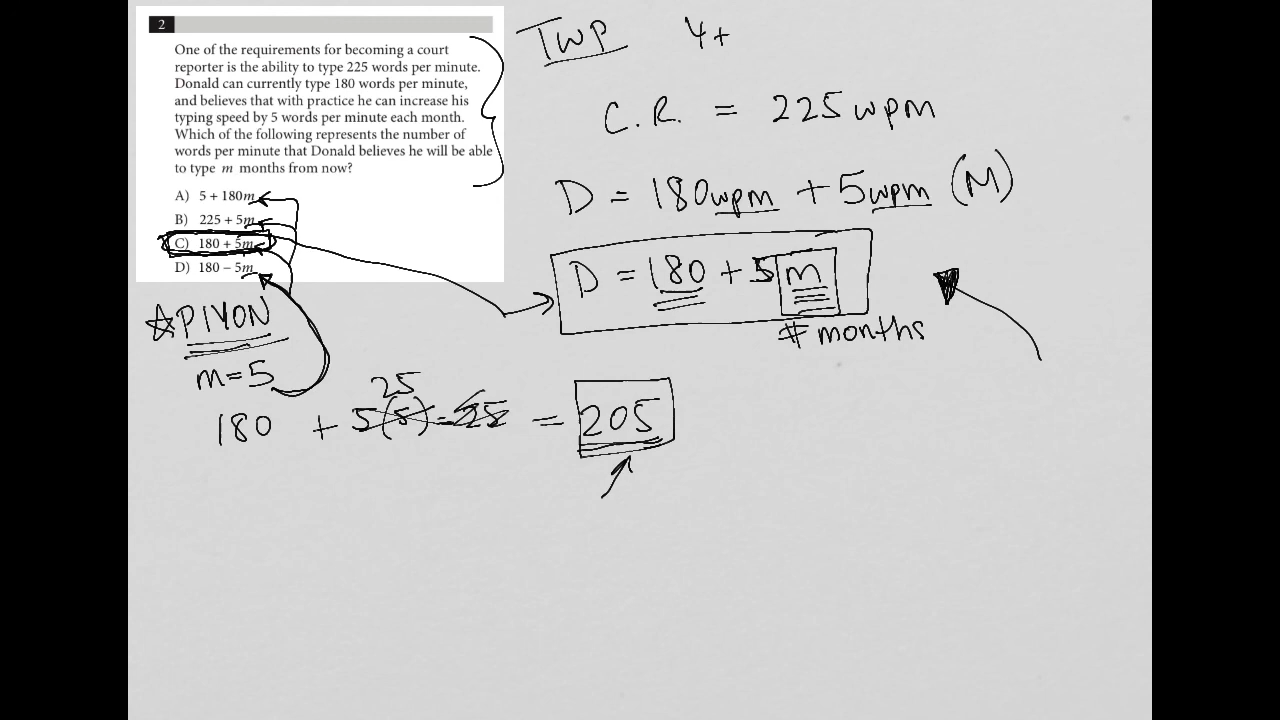 2
One of the requirements for becoming a court
reporter is the ability to type 225 words per minute.
Donald can currently type 180 words per minute,
and believes that with practice he can increase his
typing speed by 5 words per minute each month.
Which of the following represents the number of
words per minute that Donald believes he will be able
to type m months from now?
A) 5 + 180m
B) 225 + 5m
C) 180 + 5m
D) 180 – 5m
TWP 4+
C.R. = 225 wpm
D = 180wpm + 5wpm (M)
D = 180 + 5 m
# months
☆PIYON
m=5
25
180 + 5(5) = 25 = 205